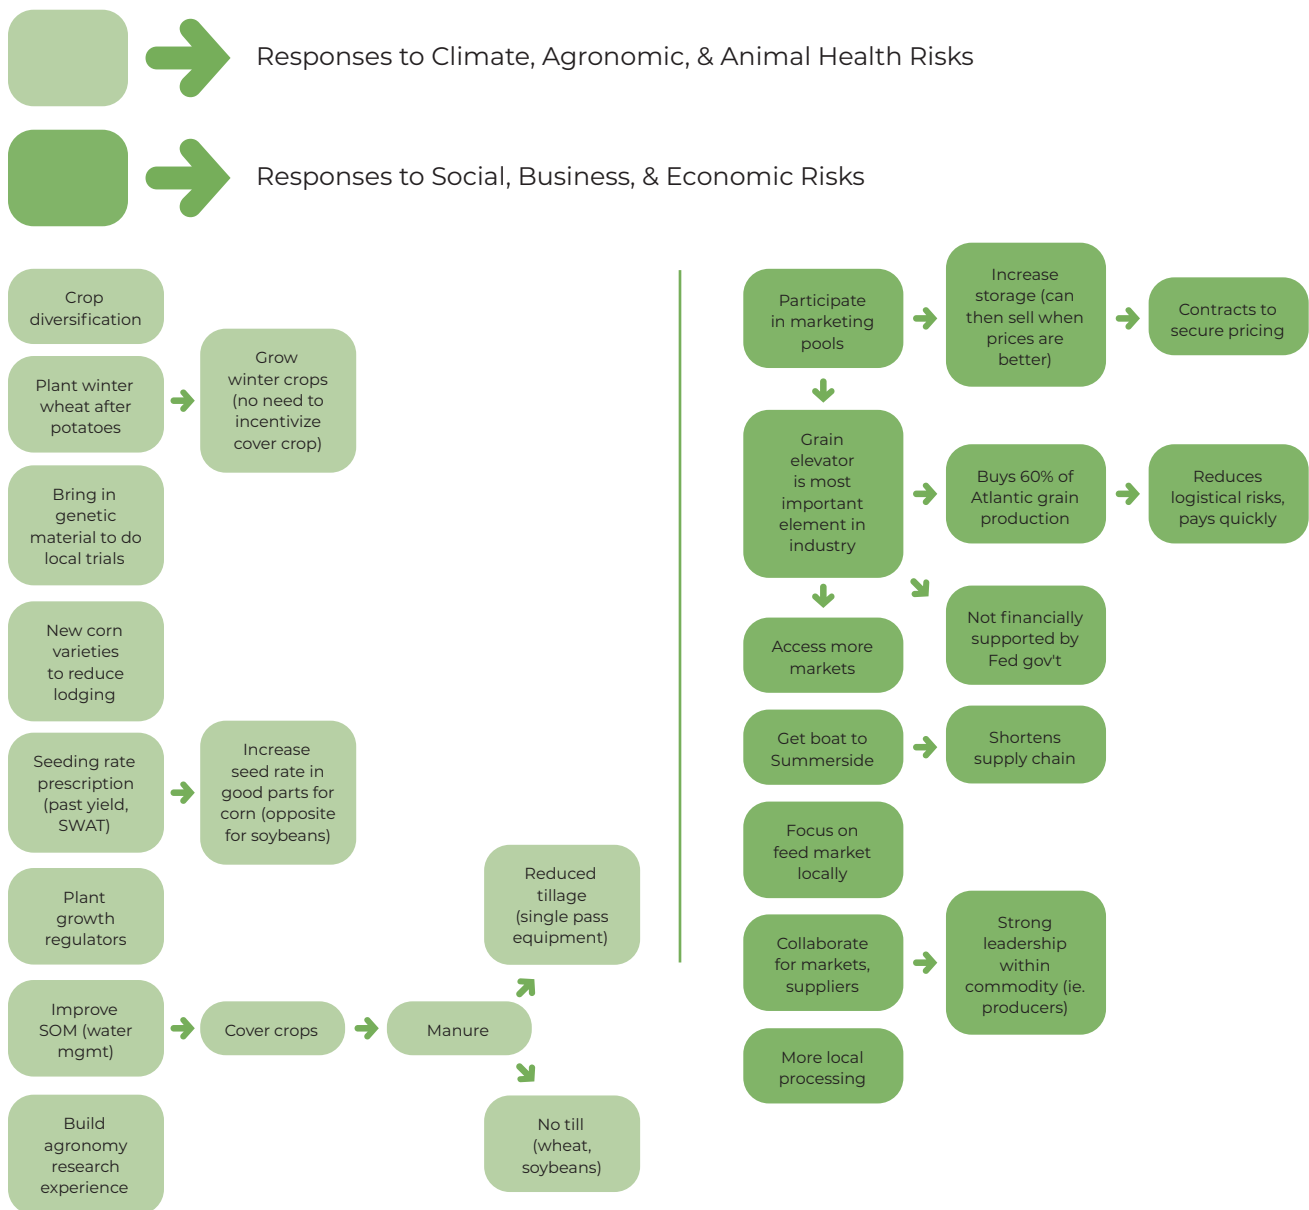 Responses to Climate, Agronomic, & Animal Health Risks
Responses to Social, Business, & Economic Risks
Crop
diversification
Plant winter
wheat after
potatoes
Grow
winter crops
(no need to
incentivize
cover crop)
Bring in
genetic
material to do
local trials
New corn
varieties
to reduce
lodging
Seeding rate
prescription
(past yield,
SWAT)
Increase
seed rate in
good parts for
corn (opposite
for soybeans)
Plant
growth
regulators
Improve
SOM (water
mgmt)
Cover crops
Manure
Reduced
tillage
(single pass
equipment)
No till
(wheat,
soybeans)
Build
agronomy
research
experience
Participate
in marketing
pools
Increase
storage (can
then sell when
prices are
better)
Contracts to
secure pricing
Grain
elevator
is most
important
element in
industry
Buys 60% of
Atlantic grain
production
Reduces
logistical risks,
pays quickly
Not financially
supported by
Fed gov't
Access more
markets
Get boat to
Summerside
Shortens
supply chain
Focus on
feed market
locally
Collaborate
for markets,
suppliers
Strong
leadership
within
commodity (ie.
producers)
More local
processing